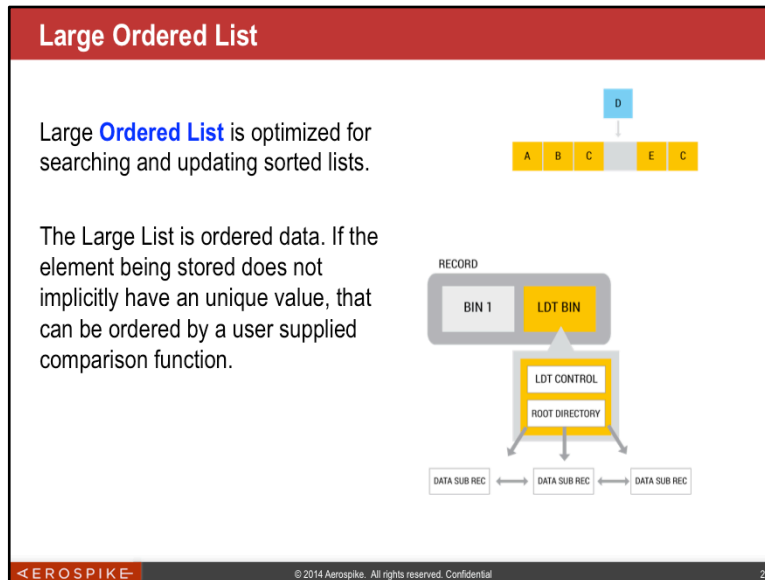 Large Ordered List
Large Ordered List is optimized for
searching and updating sorted lists.
The Large List is ordered data. If the
element being stored does not
implicitly have an unique value, that
can be ordered by a user supplied
comparison function.
D
A B C E C
RECORD
BIN 1 LDT BIN
LDT CONTROL
ROOT DIRECTORY
DATA SUB REC DATA SUB REC DATA SUB REC
AEROSPIKE © 2014 Aerospike. All rights reserved. Confidential 2